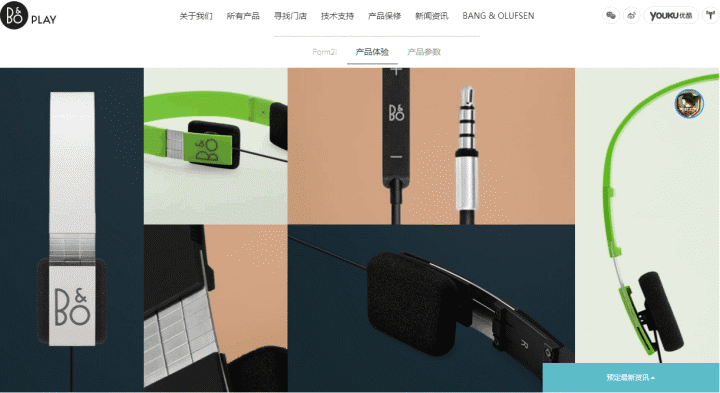 B&O PLAY
关于我们 所有产品 寻找门店 技术支持 产品保修 新闻资讯 BANG & OLUFSEN
YOUKU优酷
Form2i 产品体验 产品参数
B&O
B&O
B&O
R
预定最新资讯